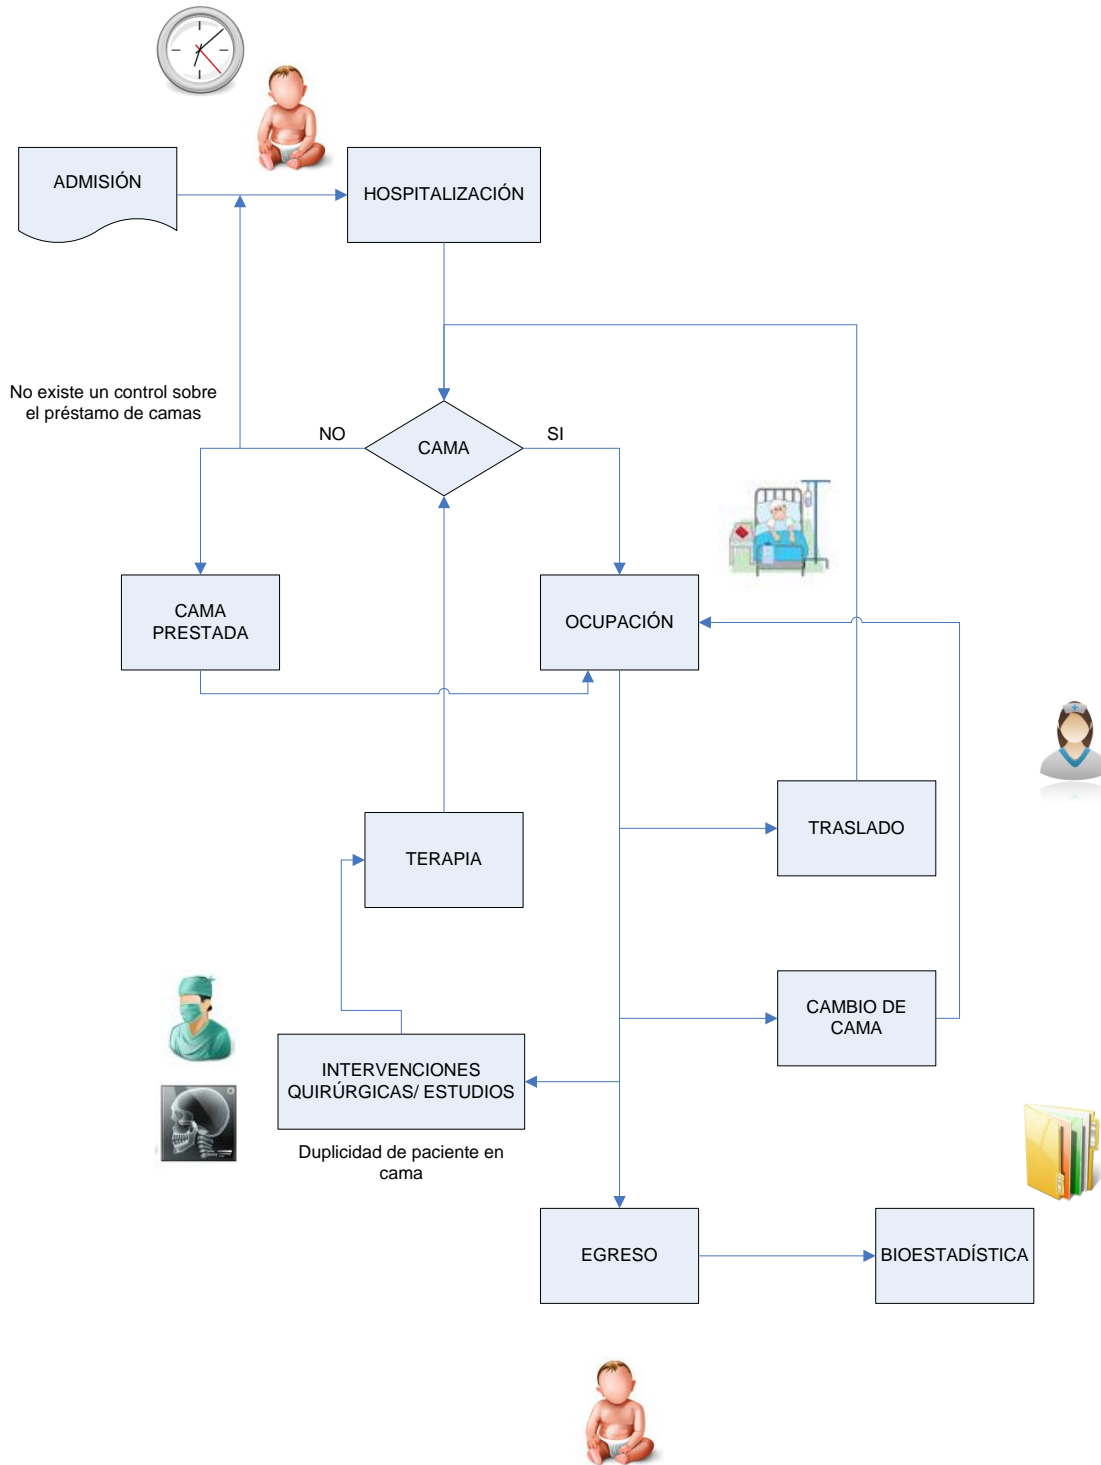 ADMISIÓN
HOSPITALIZACIÓN
No existe un control sobre
el préstamo de camas
NO
CAMA
SI
CAMA
PRESTADA
OCUPACIÓN
TRASLADO
TERAPIA
CAMBIO DE
CAMA
INTERVENCIONES
QUIRÚRGICAS/ ESTUDIOS
Duplicidad de paciente en
cama
EGRESO
BIOESTADÍSTICA